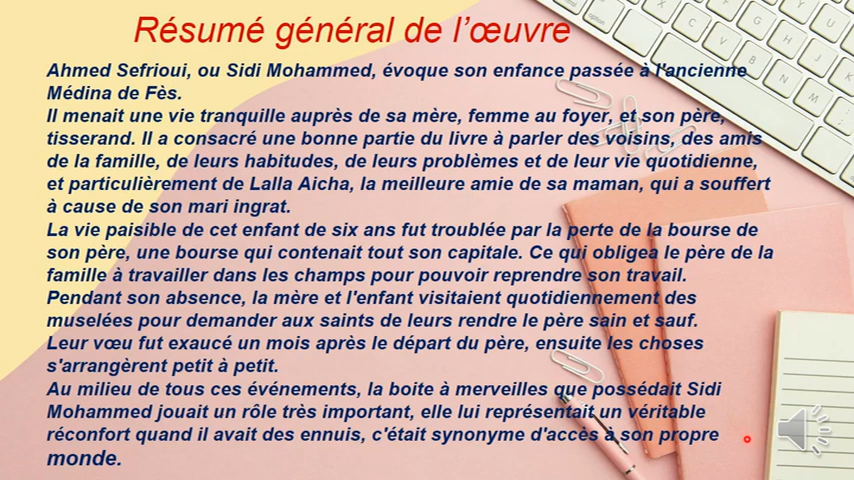 Résumé général de l'œuvre
Ahmed Sefrioui, ou Sidi Mohammed, évoque son enfance passée à l'ancienne
Médina de Fès.
Il menait une vie tranquille auprès de sa mère, femme au foyer, et son père,
tisserand. Il a consacré une bonne partie du livre à parler des voisins, des amis
de la famille, de leurs habitudes, de leurs problèmes et de leur vie quotidienne,
et particulièrement de Lalla Aicha, la meilleure amie de sa maman, qui a souffert
à cause de son mari ingrat.
La vie paisible de cet enfant de six ans fut troublée par la perte de la bourse de
son père, une bourse qui contenait tout son capitale. Ce qui obligea le père de la
famille à travailler dans les champs pour pouvoir reprendre son travail.
Pendant son absence, la mère et l'enfant visitaient quotidiennement des
muselées pour demander aux saints de leurs rendre le père sain et sauf.
Leur vœu fut exaucé un mois après le départ du père, ensuite les choses
s'arrangèrent petit à petit.
Au milieu de tous ces événements, la boite à merveilles que possédait Sidi
Mohammed jouait un rôle très important, elle lui représentait un véritable
réconfort quand il avait des ennuis, c'était synonyme d'accès à son propre
monde.